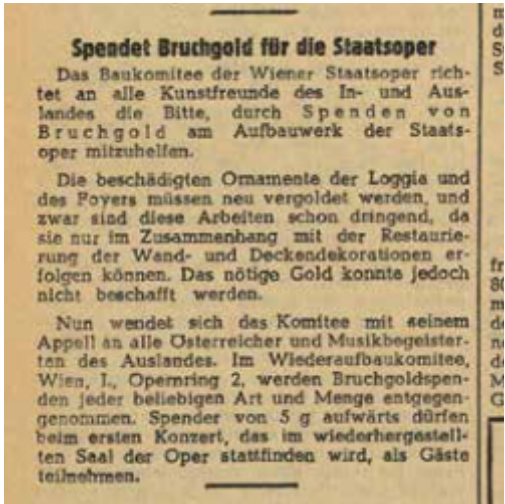 Spendet Bruchgold für die Staatsoper
Das Baukomitee der Wiener Staatsoper rich-
tet an alle Kunstfreunde des In- und Aus-
landes die Bitte, durch Spenden von
Bruchgold am Aufbauwerk der Staats-
oper mitzuhelfen.
Die beschädigten Ornamente der Loggia und
des Foyers müssen neu vergoldet werden, und
zwar sind diese Arbeiten schon dringend, da
sie nur im Zusammenhang mit der Restaurie-
rung der Wand- und Deckendekorationen er-
folgen können. Das nötige Gold konnte jedoch
nicht beschafft werden.
Nun wendet sich das Komitee mit seinem
Appell an alle Österreicher und Musikbegeister-
ten des Auslandes. Im Wiederaufbaukomitee,
Wien, I., Opernring 2, werden Bruchgoldspen-
den jeder beliebigen Art und Menge entgegen-
genommen. Spender von 5 g aufwärts dürfen
beim ersten Konzert, das im wiederhergestell-
ten Saal der Oper stattfinden wird, als Gäste
teilnehmen.